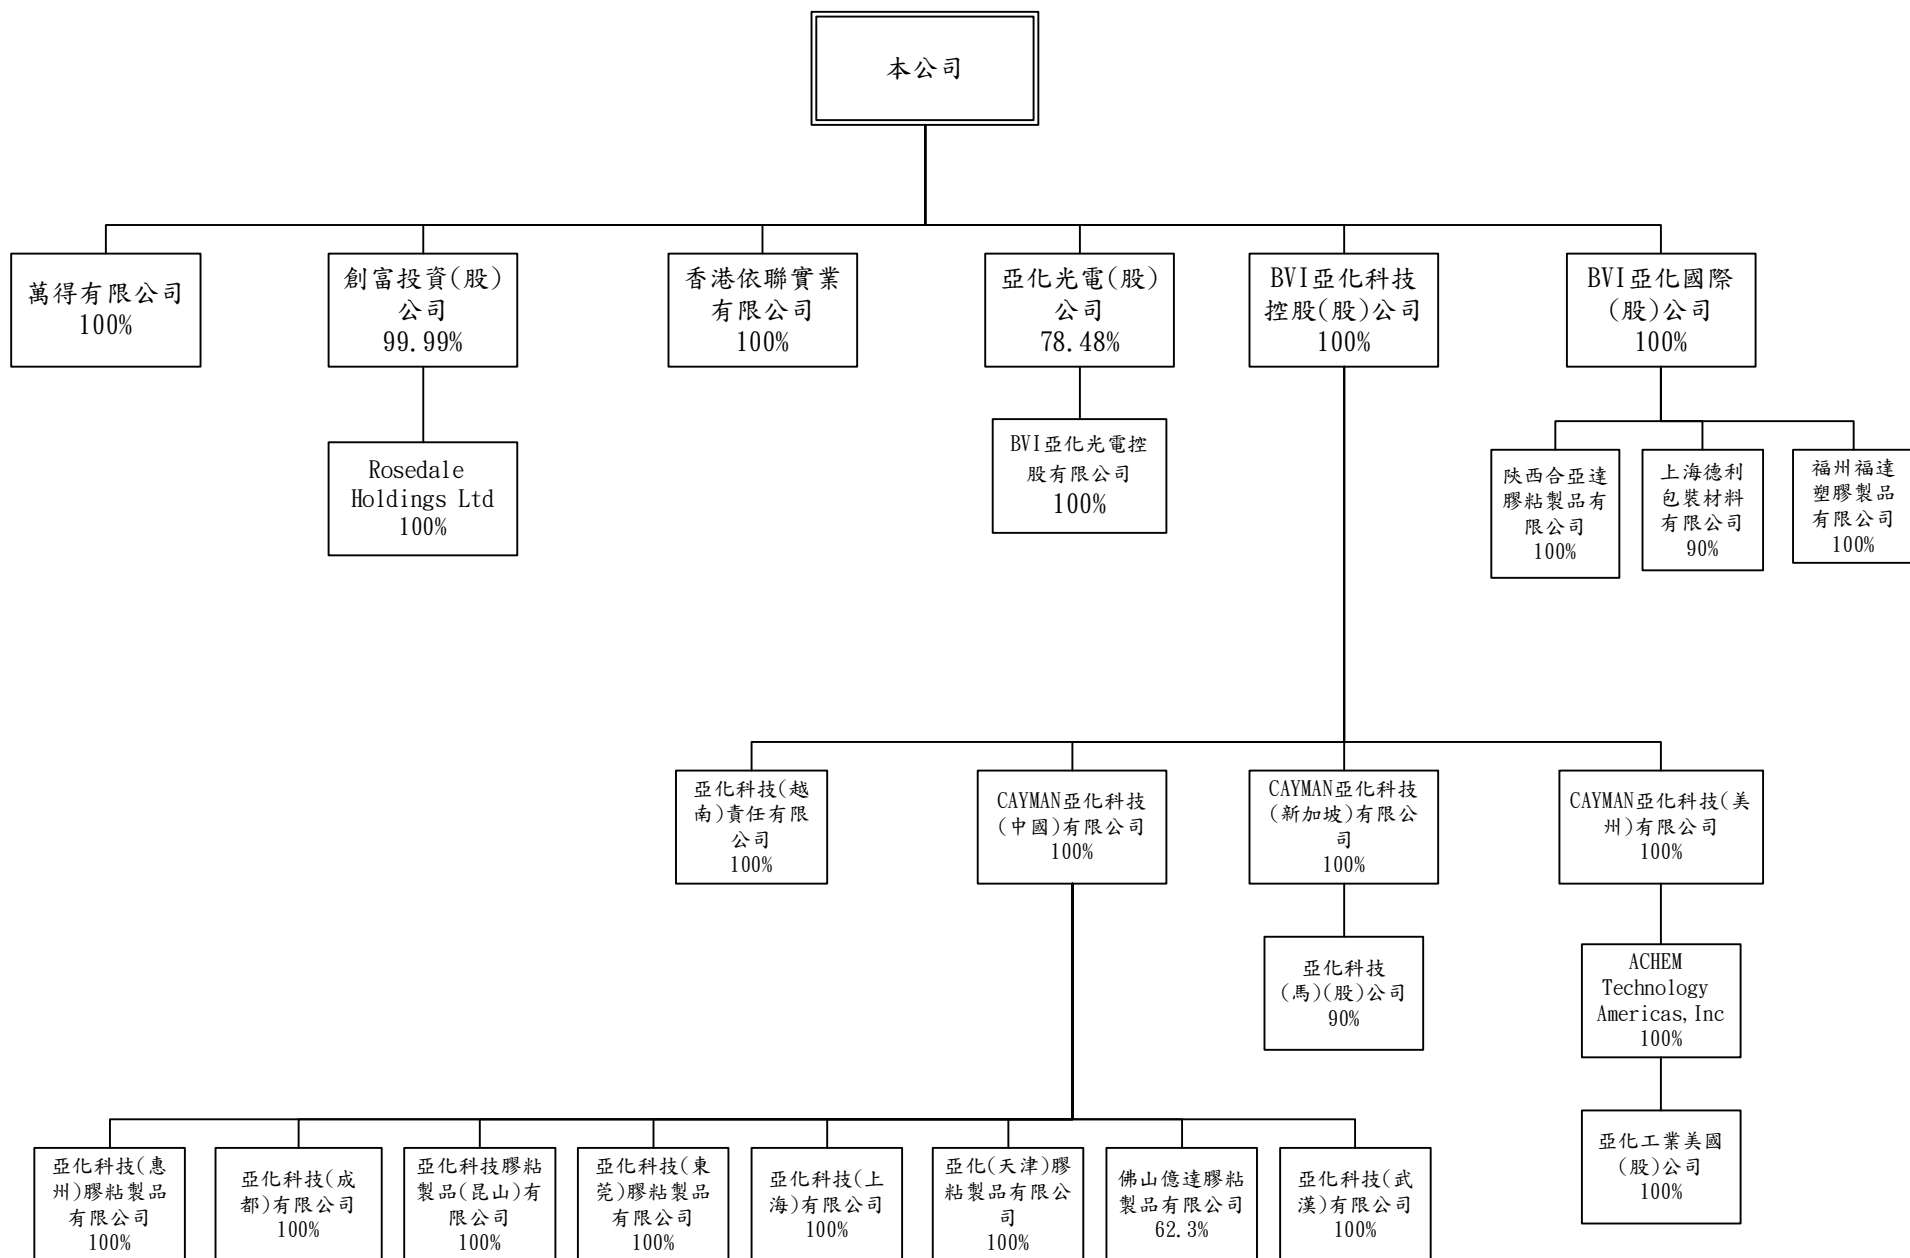 本公司
萬得有限公司
100%
創富投資(股)
公司
99.99%
香港依聯實業
有限公司
100%
亞化光電(股)
公司
78.48%
BVI亞化科技
控股(股)公司
100%
BVI亞化國際
(股)公司
100%
Rosedale
Holdings Ltd
100%
BVI亞化光電控
股有限公司
100%
陝西合亞達
膠粘製品有
限公司
100%
上海德利
包裝材料
有限公司
90%
福州福達
塑膠製品
有限公司
100%
亞化科技(越
南)責任有限
公司
100%
CAYMAN亞化科技
(中國)有限公司
100%
CAYMAN亞化科技
(新加坡)有限公
司
100%
CAYMAN亞化科技(美
州)有限公司
100%
亞化科技
(馬)(股)公司
90%
ACHEM
Technology
Americas,Inc
100%
亞化科技(惠
州)膠粘製品
有限公司
100%
亞化科技(成
都)有限公司
100%
亞化科技膠粘
製品(昆山)有
限公司
100%
亞化科技(東
莞)膠粘製品
有限公司
100%
亞化科技(上
海)有限公司
100%
亞化(天津)膠
粘製品有限公
司
100%
佛山億達膠粘
製品有限公司
62.3%
亞化科技(武
漢)有限公司
100%
亞化工業美國
(股)公司
100%